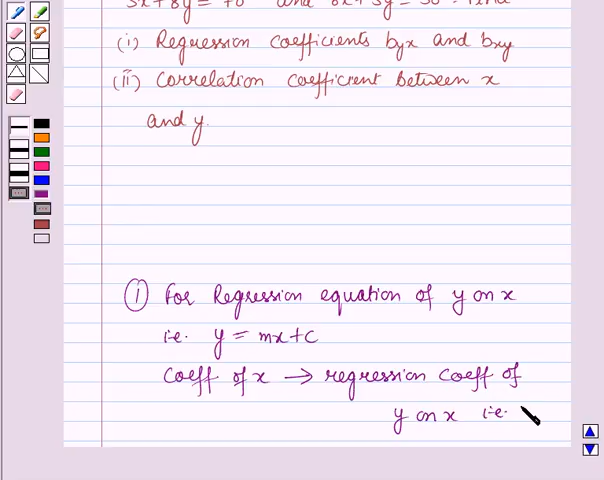 (i) Regression coefficients byx and bxy
(ii) Correlation coefficient between x
and y.
① For Regression equation of y on x
i.e. y = mx+c
Coeff of x → regression coeff of
y on x i.e.